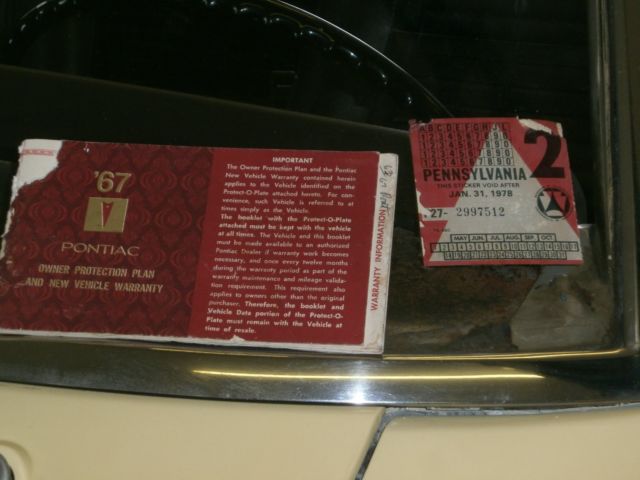 '67
PONTIAC
OWNER PROTECTION PLAN
AND NEW VEHICLE WARRANTY
IMPORTANT
The Owner Protection Plan and the Pontiac
New Vehicle Warranty contained herein
applies to the Vehicle identified on the
Protect-O-Plate attached hereto. For con-
venience, such Vehicle is referred to at
times simply as the Vehicle.
The booklet with the Protect-O-Plate
attached must be kept with the vehicle
at all times. The Vehicle and this booklet
must be made available to an authorized
Pontiac Dealer if warranty work becomes
necessary, and once every twelve months
during the warranty period as part of the
warranty maintenance and mileage valida-
tion requirement. This requirement also
applies to owners other than the original
purchaser. Therefore, the booklet and
Vehicle Data portion of the Protect-O-
Plate must remain with the Vehicle at
time of resale.
WARRANTY INFORMATION
2
PENNSYLVANIA
THIS STICKER VOID AFTER
JAN. 31, 1978
27- 2997512
MAY JUN. JUL. AUG. SEP. OCT.